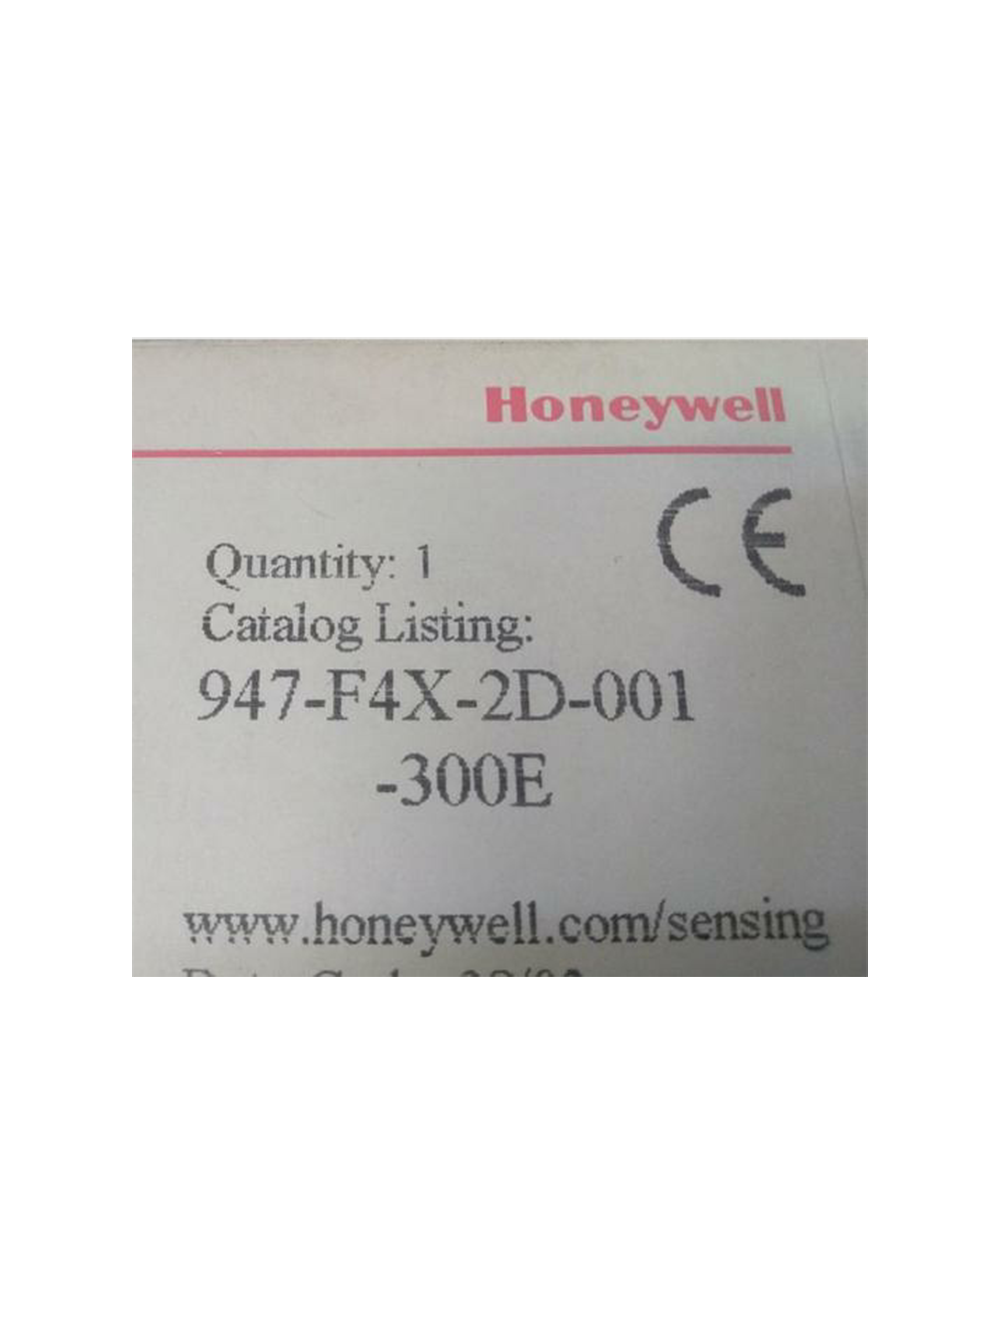 Honeywell
CE
Quantity: 1
Catalog Listing:
947-F4X-2D-001
-300E
www.honeywell.com/sensing